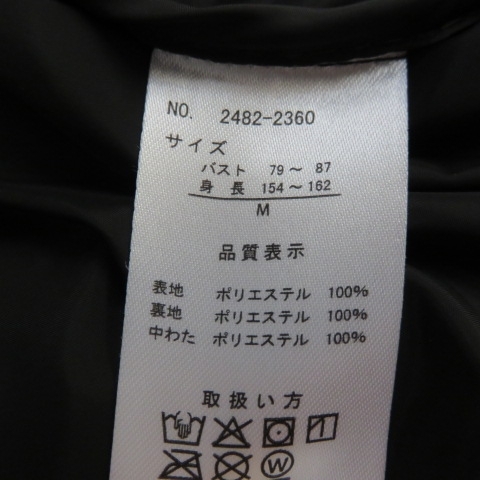 NO. 2482-2360
サイズ
バスト 79～ 87
身 長 154～162
M
品質表示
表地 ポリエステル 100%
裏地 ポリエステル 100%
中わた ポリエステル 100%
取扱い方
W